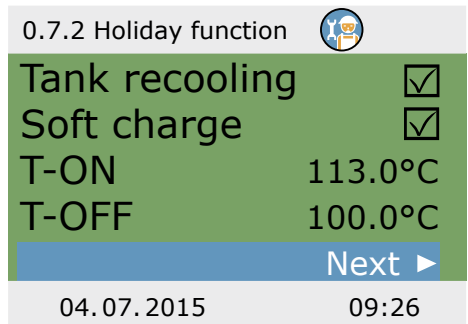 0.7.2 Holiday function
Tank recooling
Soft charge
T-ON 113.0°C
T-OFF 100.0°C
Next ►
04.07.2015 09:26